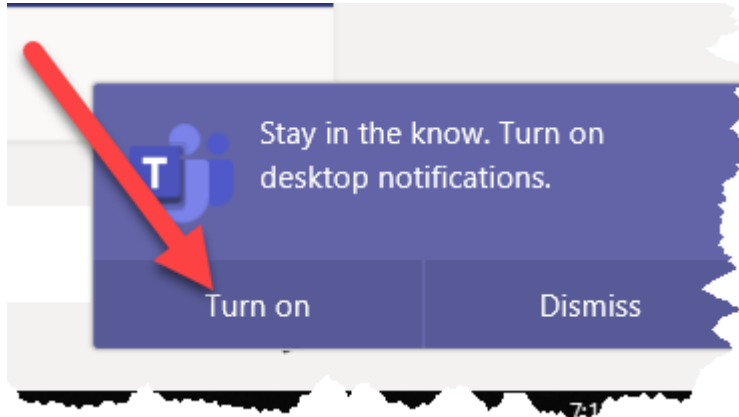 Stay in the know. Turn on
desktop notifications.
T
Turn on
Dismiss